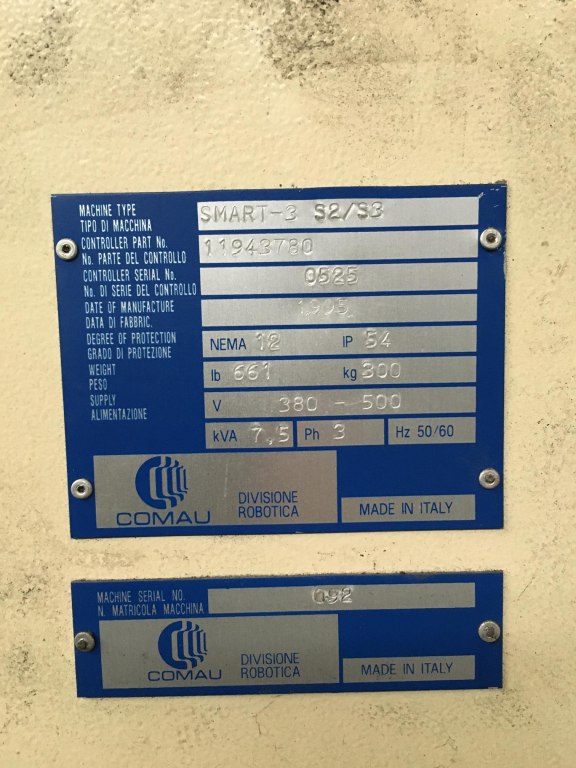 MACHINE TYPE
TIPO DI MACCHINA
SMART-3 S2/S3
CONTROLLER PART No.
No. PARTE DEL CONTROLLO
11943780
CONTROLLER SERIAL No.
No. DI SERIE DEL CONTROLLO
0525
DATE OF MANUFACTURE
DATA DI FABBRIC.
1995
DEGREE OF PROTECTION
GRADO DI PROTEZIONE
NEMA 12 IP 54
WEIGHT
PESO
lb 661 kg 300
SUPPLY
ALIMENTAZIONE
V 380 - 500
kVA 7,5 Ph 3 Hz 50/60
COMAU
DIVISIONE
ROBOTICA
MADE IN ITALY
MACHINE SERIAL NO.
N. MATRICOLA MACCHINA
092
COMAU
DIVISIONE
ROBOTICA
MADE IN ITALY